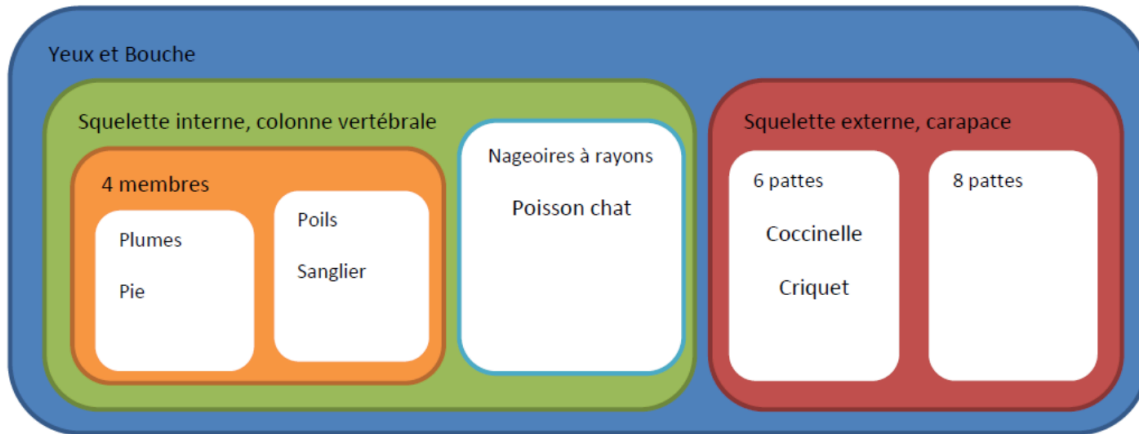 Yeux et Bouche
Squelette interne, colonne vertébrale
4 membres
Plumes
Pie
Poils
Sanglier
Nageoires à rayons
Poisson chat
Squelette externe, carapace
6 pattes
Coccinelle
Criquet
8 pattes